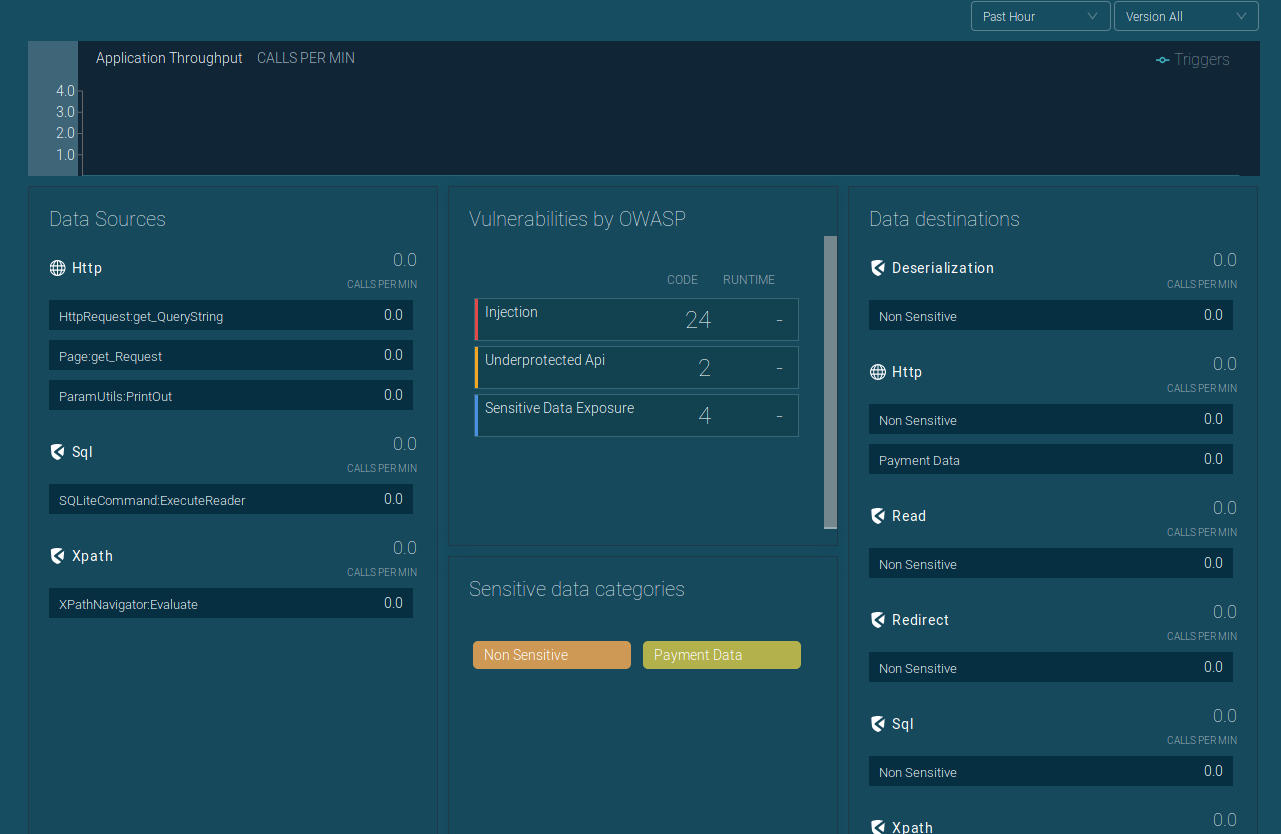 Past Hour
Version All
Application Throughput CALLS PER MIN
Triggers
4.0
3.0
2.0
1.0
Data Sources
Http 0.0
CALLS PER MIN
HttpRequest:get_QueryString 0.0
Page:get_Request 0.0
ParamUtils:PrintOut 0.0
Sql 0.0
CALLS PER MIN
SQLiteCommand:ExecuteReader 0.0
Xpath 0.0
CALLS PER MIN
XPathNavigator:Evaluate 0.0
Vulnerabilities by OWASP
CODE RUNTIME
Injection 24 -
Underprotected Api 2 -
Sensitive Data Exposure 4 -
Sensitive data categories
Non Sensitive
Payment Data
Data destinations
Deserialization 0.0
CALLS PER MIN
Non Sensitive 0.0
Http 0.0
CALLS PER MIN
Non Sensitive 0.0
Payment Data 0.0
Read 0.0
CALLS PER MIN
Non Sensitive 0.0
Redirect 0.0
CALLS PER MIN
Non Sensitive 0.0
Sql 0.0
CALLS PER MIN
Non Sensitive 0.0
Xpath 0.0